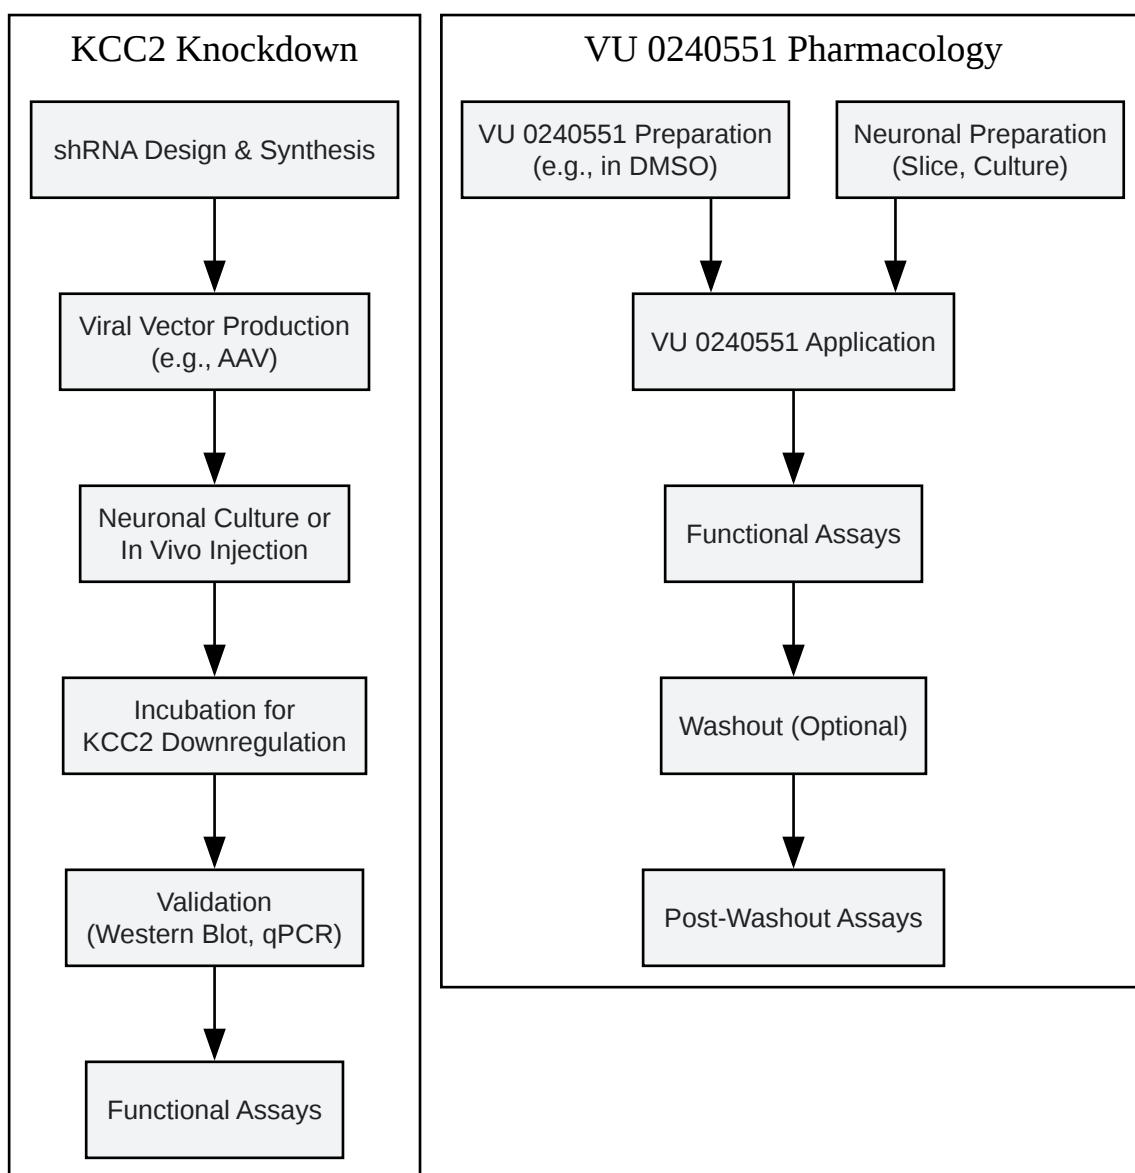 KCC2 Knockdown
shRNA Design & Synthesis
Viral Vector Production
(e.g., AAV)
Neuronal Culture or
In Vivo Injection
Incubation for
KCC2 Downregulation
Validation
(Western Blot, qPCR)
Functional Assays
VU 0240551 Pharmacology
VU 0240551 Preparation
(e.g., in DMSO)
Neuronal Preparation
(Slice, Culture)
VU 0240551 Application
Functional Assays
Washout (Optional)
Post-Washout Assays